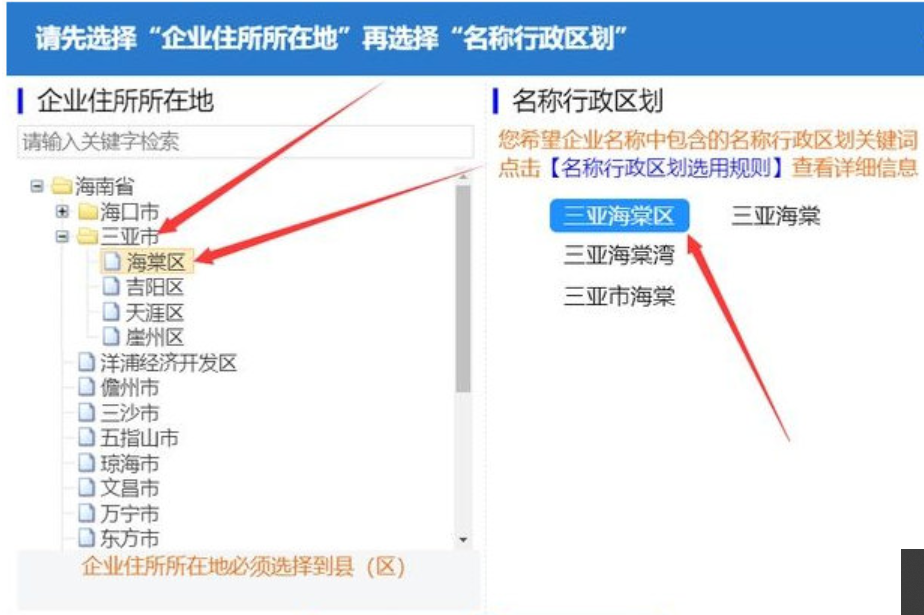 请先选择“企业住所所在地”再选择“名称行政区划”
企业住所所在地
请输入关键字检索
海南省
海口市
三亚市
海棠区
吉阳区
天涯区
崖州区
洋浦经济开发区
儋州市
三沙市
五指山市
琼海市
文昌市
万宁市
东方市
企业住所所在地必须选择到县（区）
名称行政区划
您希望企业名称中包含的名称行政区划关键词
点击【名称行政区划选用规则】查看详细信息
三亚海棠区 三亚海棠
三亚海棠湾
三亚市海棠